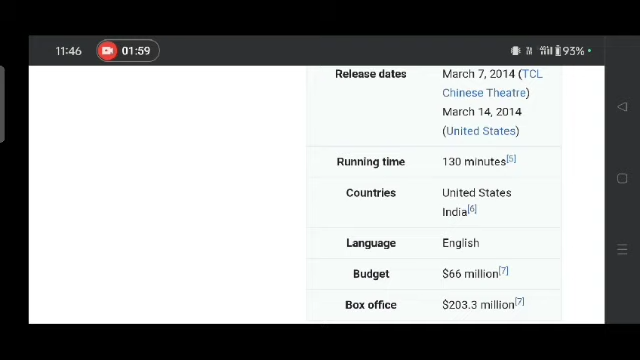 11:46 01:59 93%
Release dates March 7, 2014 (TCL
Chinese Theatre)
March 14, 2014
(United States)
Running time 130 minutes[5]
Countries United States
India[6]
Language English
Budget $66 million[7]
Box office $203.3 million[7]